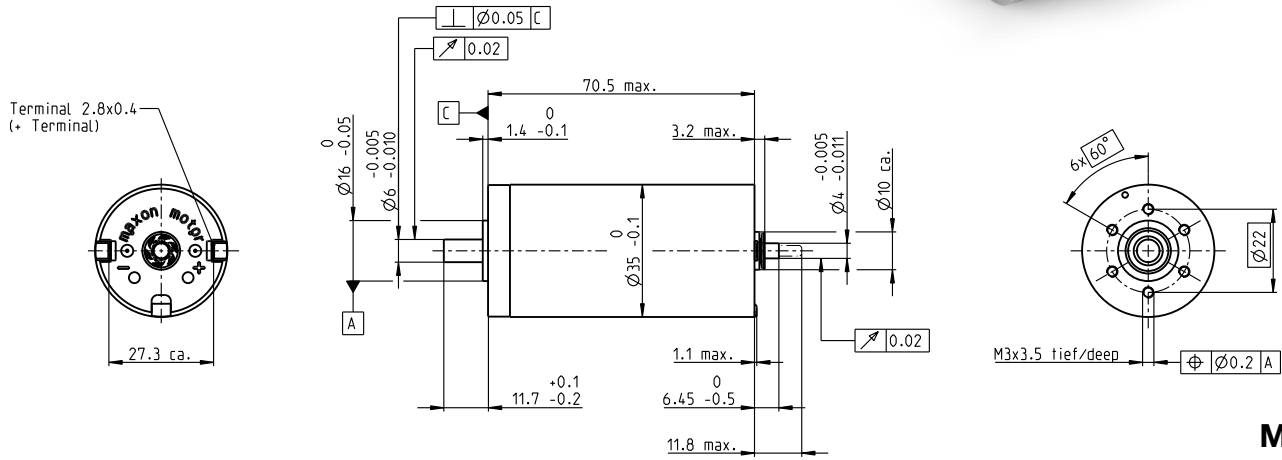 ⊥ Ø0.05 C
↗ 0.02
70.5 max.
C
0
1.4 -0.1
3.2 max.
Terminal 2.8x0.4
(+ Terminal)
0
Ø16 -0.05
-0.005
Ø6 -0.010
0
Ø35 -0.1
-0.005
Ø4 -0.011
Ø10 ca.
6x 60°
Ø22
maxon motor
- +
A
27.3 ca.
↗ 0.02
1.1 max.
M3x3.5 tief/deep
⌖ Ø0.2 A
+0.1
11.7 -0.2
0
6.45 -0.5
11.8 max.
M